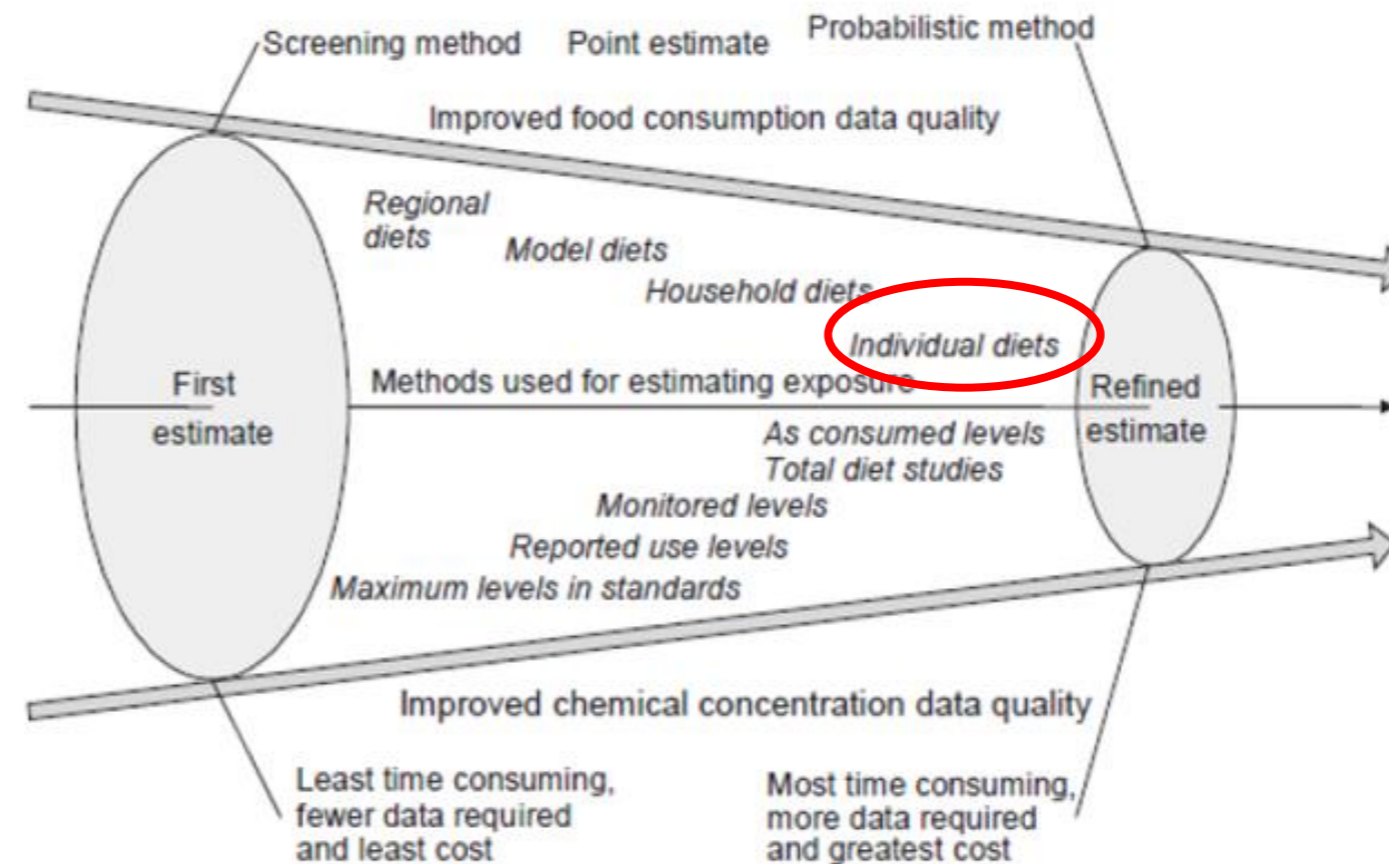 Screening method
Point estimate
Probabilistic method
Improved food consumption data quality
Regional
diets
Model diets
Household diets
Individual diets
First
estimate
Methods used for estimating exposure
Refined
estimate
As consumed levels
Total diet studies
Monitored levels
Reported use levels
Maximum levels in standards
Improved chemical concentration data quality
Least time consuming,
fewer data required
and least cost
Most time consuming,
more data required
and greatest cost